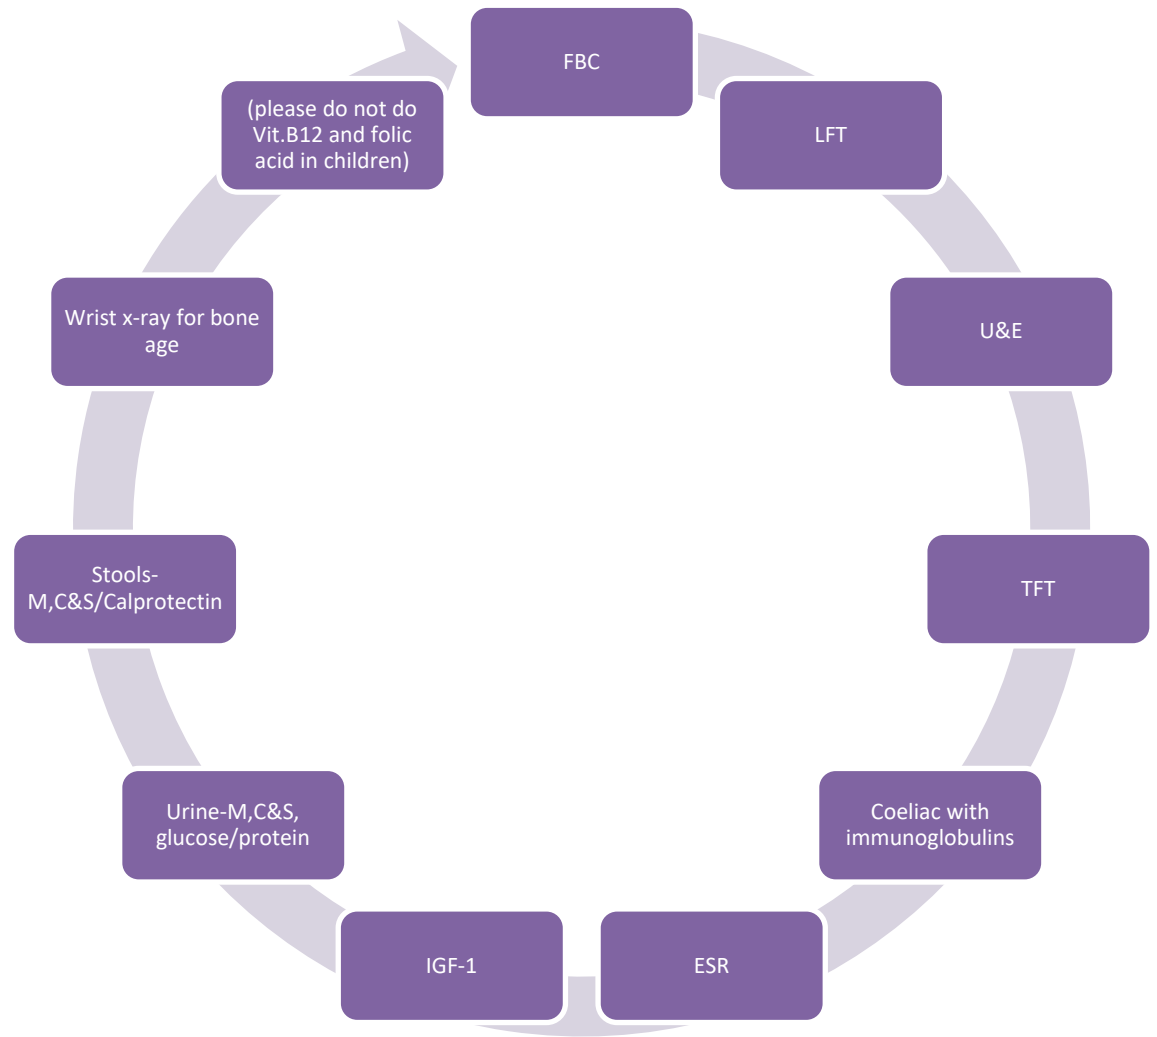 FBC
LFT
U&E
TFT
Coeliac with
immunoglobulins
ESR
IGF-1
Urine-M,C&S,
glucose/protein
Stools-
M,C&S/Calprotectin
Wrist x-ray for bone
age
(please do not do
Vit.B12 and folic
acid in children)